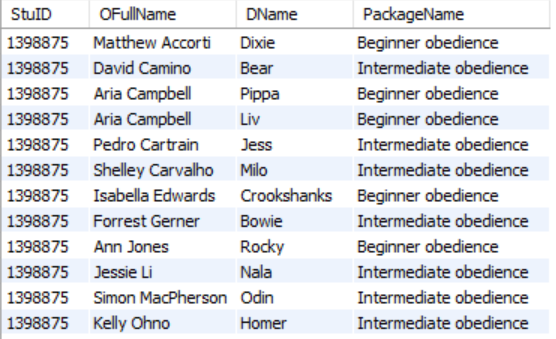 StuID OFullName DName PackageName
1398875 Matthew Accorti Dixie Beginner obedience
1398875 David Camino Bear Intermediate obedience
1398875 Aria Campbell Pippa Beginner obedience
1398875 Aria Campbell Liv Beginner obedience
1398875 Pedro Cartrain Jess Intermediate obedience
1398875 Shelley Carvalho Milo Intermediate obedience
1398875 Isabella Edwards Crookshanks Beginner obedience
1398875 Forrest Gerner Bowie Intermediate obedience
1398875 Ann Jones Rocky Beginner obedience
1398875 Jessie Li Nala Intermediate obedience
1398875 Simon MacPherson Odin Intermediate obedience
1398875 Kelly Ohno Homer Intermediate obedience